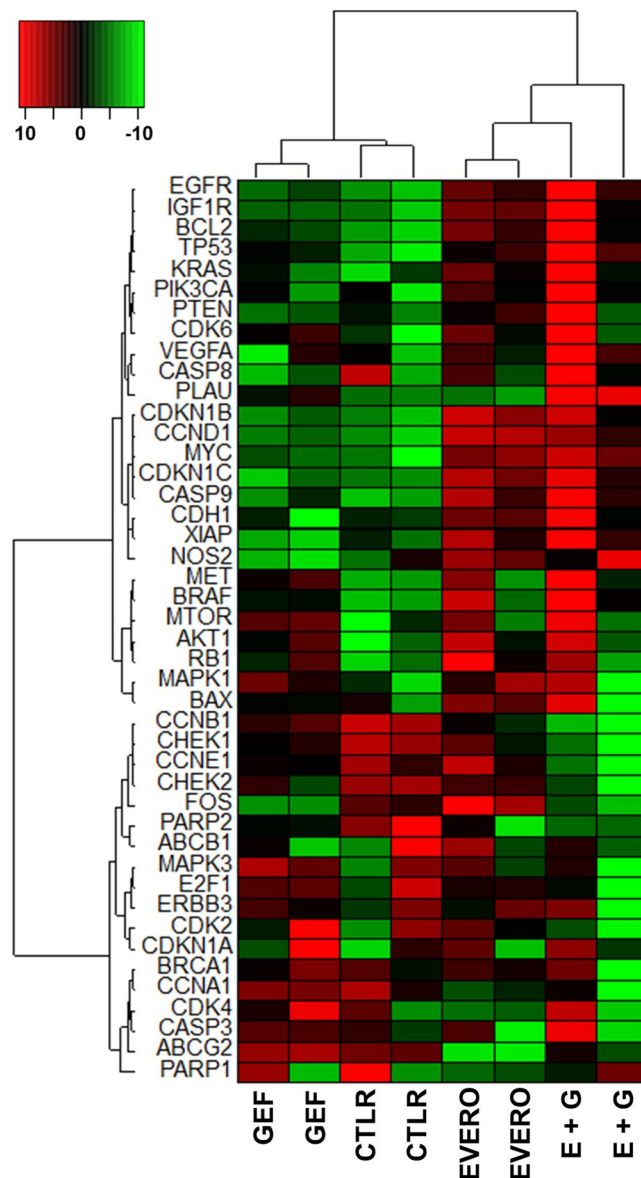 10 0 -10
EGFR
IGF1R
BCL2
TP53
KRAS
PIK3CA
PTEN
CDK6
VEGFA
CASP8
PLAU
CDKN1B
CCND1
MYC
CDKN1C
CASP9
CDH1
XIAP
NOS2
MET
BRAF
MTOR
AKT1
RB1
MAPK1
BAX
CCNB1
CHEK1
CCNE1
CHEK2
FOS
PARP2
ABCB1
MAPK3
E2F1
ERBB3
CDK2
CDKN1A
BRCA1
CCNA1
CDK4
CASP3
ABCG2
PARP1
GEF
GEF
CTLR
CTLR
EVERO
EVERO
E + G
E + G